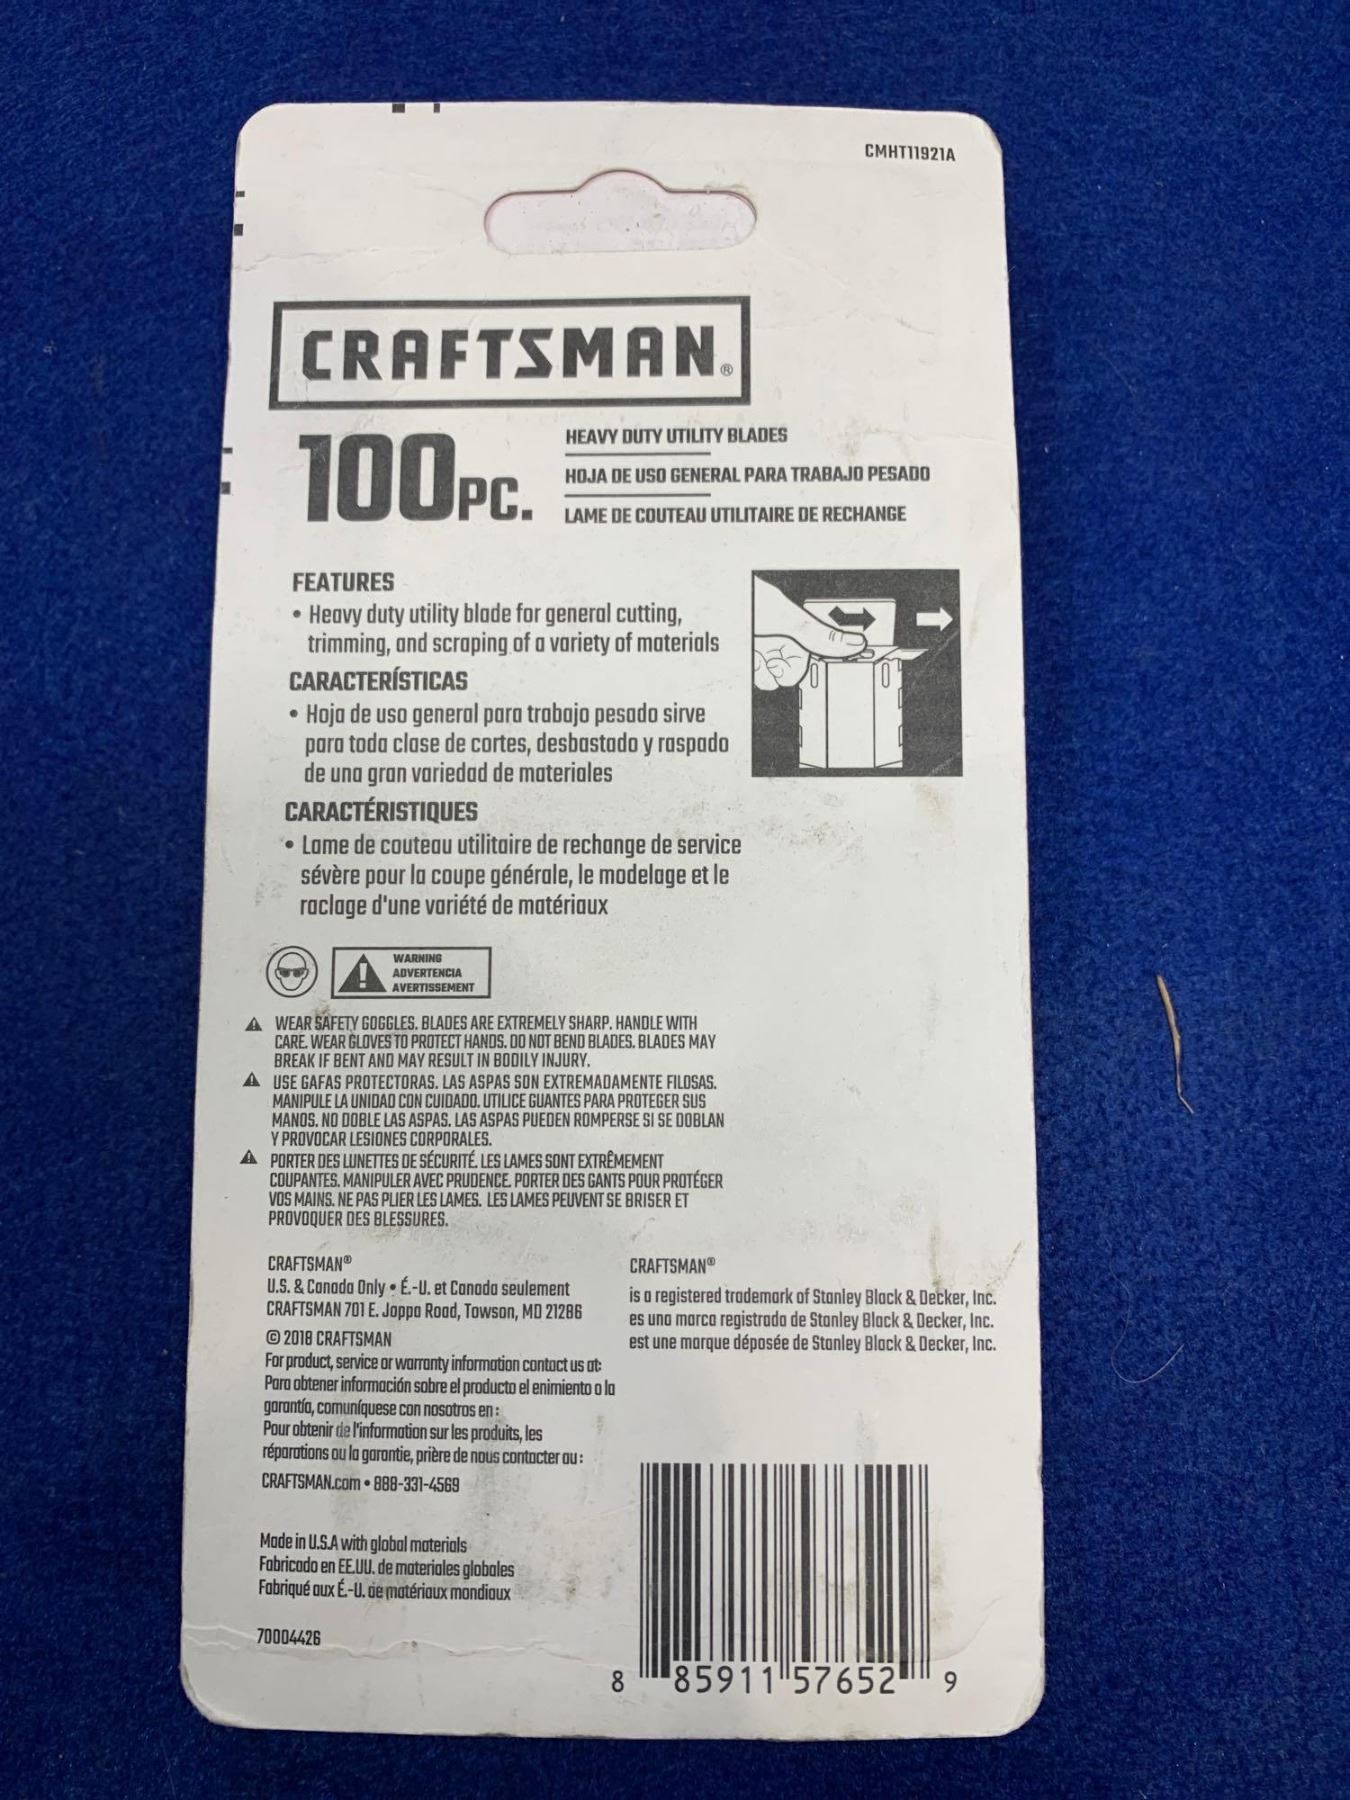 CMHT11921A
CRAFTSMAN®
100PC.
HEAVY DUTY UTILITY BLADES
HOJA DE USO GENERAL PARA TRABAJO PESADO
LAME DE COUTEAU UTILITAIRE DE RECHANGE
FEATURES
• Heavy duty utility blade for general cutting,
trimming, and scraping of a variety of materials
CARACTERÍSTICAS
• Hoja de uso general para trabajo pesado sirve
para toda clase de cortes, desbastado y raspado
de una gran variedad de materiales
CARACTÉRISTIQUES
• Lame de couteau utilitaire de rechange de service
sévère pour la coupe générale, le modelage et le
raclage d'une variété de matériaux
WARNING
ADVERTENCIA
AVERTISSEMENT
WEAR SAFETY GOGGLES. BLADES ARE EXTREMELY SHARP. HANDLE WITH
CARE. WEAR GLOVES TO PROTECT HANDS. DO NOT BEND BLADES. BLADES MAY
BREAK IF BENT AND MAY RESULT IN BODILY INJURY.
USE GAFAS PROTECTORAS. LAS ASPAS SON EXTREMADAMENTE FILOSAS.
MANIPULE LA UNIDAD CON CUIDADO. UTILICE GUANTES PARA PROTEGER SUS
MANOS. NO DOBLE LAS ASPAS. LAS ASPAS PUEDEN ROMPERSE SI SE DOBLAN
Y PROVOCAR LESIONES CORPORALES.
PORTER DES LUNETTES DE SÉCURITÉ. LES LAMES SONT EXTRÊMEMENT
COUPANTES. MANIPULER AVEC PRUDENCE. PORTER DES GANTS POUR PROTÉGER
VOS MAINS. NE PAS PLIER LES LAMES. LES LAMES PEUVENT SE BRISER ET
PROVOQUER DES BLESSURES.
CRAFTSMAN®
U.S. & Canada Only • É.-U. et Canada seulement
CRAFTSMAN 701 E. Joppa Road, Towson, MD 21286
© 2018 CRAFTSMAN
For product, service or warranty information contact us at:
Para obtener información sobre el producto el enimiento o la
garantía, comuníquese con nosotros en :
Pour obtenir de l'information sur les produits, les
réparations ou la garantie, prière de nous contacter au :
CRAFTSMAN.com • 888-331-4569
CRAFTSMAN®
is a registered trademark of Stanley Black & Decker, Inc.
es una marca registrada de Stanley Black & Decker, Inc.
est une marque déposée de Stanley Black & Decker, Inc.
Made in U.S.A with global materials
Fabricado en EE.UU. de materiales globales
Fabriqué aux É.-U. de matériaux mondiaux
70004426
8 85911 57652 9